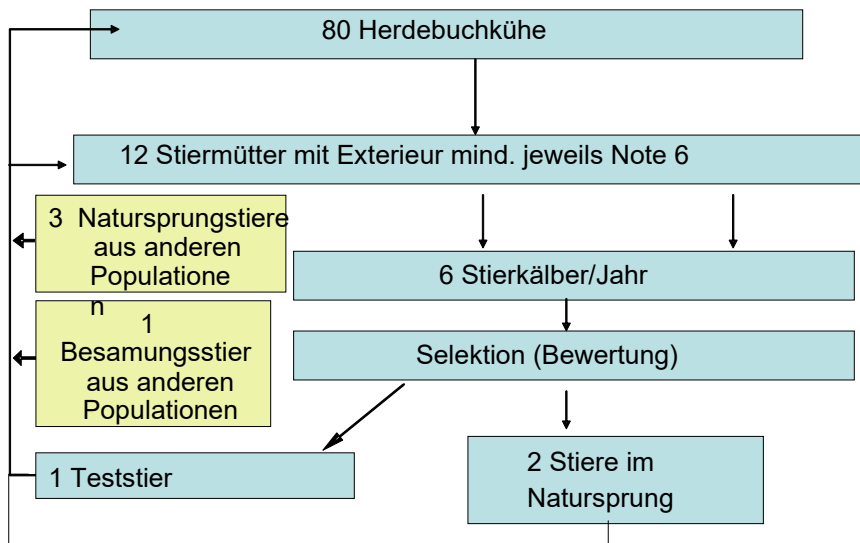 80 Herdebuchkühe
12 Stiermütter mit Exterieur mind. jeweils Note 6
3 Natursprungstiere
aus anderen
Populatione
n
6 Stierkälber/Jahr
1
Besamungsstier
aus anderen
Populationen
Selektion (Bewertung)
1 Teststier
2 Stiere im
Natursprung